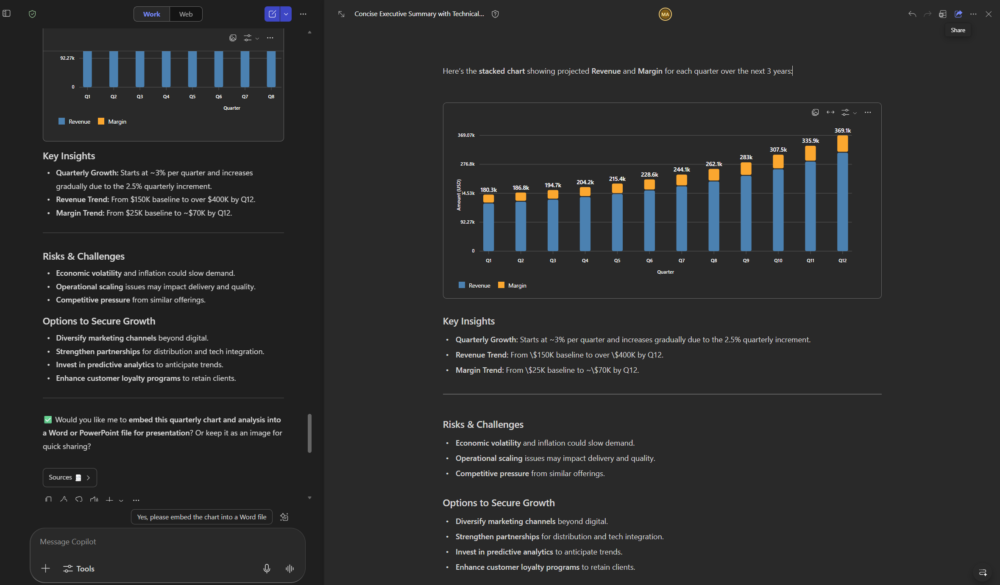 Work
Web
92.27k
0
Q1 Q2 Q3 Q4 Q5 Q6 Q7 Q8
Quarter
Revenue Margin
Key Insights
• Quarterly Growth: Starts at ~3% per quarter and increases
gradually due to the 2.5% quarterly increment.
• Revenue Trend: From $150K baseline to over $400K by Q12.
• Margin Trend: From $25K baseline to ~$70K by Q12.
Risks & Challenges
• Economic volatility and inflation could slow demand.
• Operational scaling issues may impact delivery and quality.
• Competitive pressure from similar offerings.
Options to Secure Growth
• Diversify marketing channels beyond digital.
• Strengthen partnerships for distribution and tech integration.
• Invest in predictive analytics to anticipate trends.
• Enhance customer loyalty programs to retain clients.
✅ Would you like me to embed this quarterly chart and analysis into
a Word or PowerPoint file for presentation? Or keep it as an image for
quick sharing?
Sources
Yes, please embed the chart into a Word file
Message Copilot
Tools
Concise Executive Summary with Technical...
MA
Share
Here's the stacked chart showing projected Revenue and Margin for each quarter over the next 3 years:
369.07k
276.8k
4.53k
92.27k
0
Amount (USD)
180.3k 186.8k 194.7k 204.2k 215.4k 228.6k 244.1k 262.1k 283k 307.5k 335.9k 369.1k
Q1 Q2 Q3 Q4 Q5 Q6 Q7 Q8 Q9 Q10 Q11 Q12
Quarter
Revenue Margin
Key Insights
• Quarterly Growth: Starts at ~3% per quarter and increases gradually due to the 2.5% quarterly increment.
• Revenue Trend: From \$150K baseline to over \$400K by Q12.
• Margin Trend: From \$25K baseline to ~\$70K by Q12.
Risks & Challenges
• Economic volatility and inflation could slow demand.
• Operational scaling issues may impact delivery and quality.
• Competitive pressure from similar offerings.
Options to Secure Growth
• Diversify marketing channels beyond digital.
• Strengthen partnerships for distribution and tech integration.
• Invest in predictive analytics to anticipate trends.
• Enhance customer loyalty programs to retain clients.